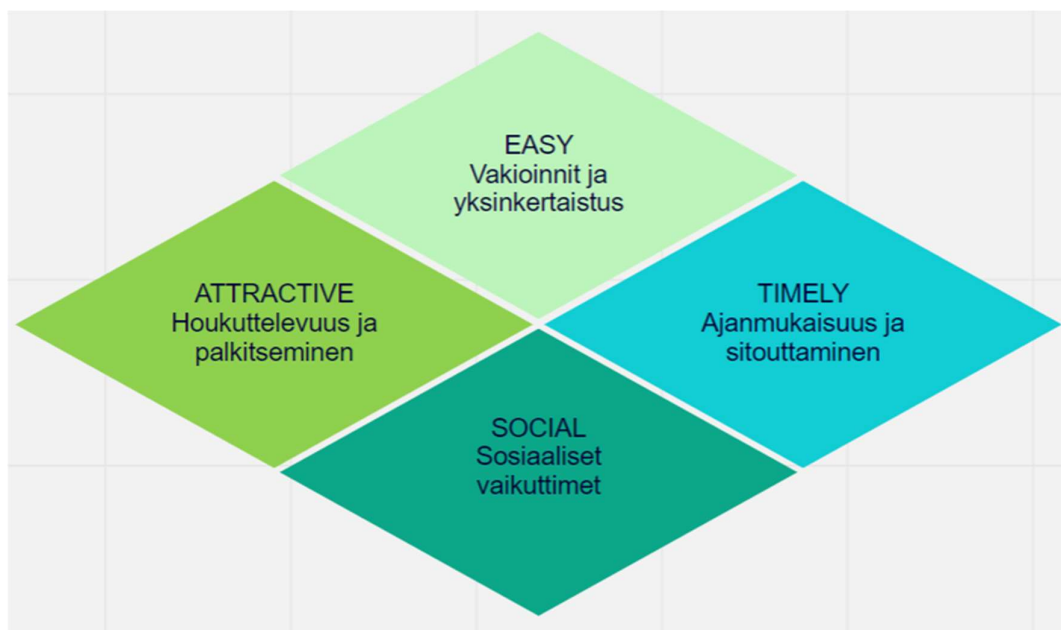 EASY
Vakioinnit ja
yksinkertaistus
ATTRACTIVE
Houkuttelevuus ja
palkitseminen
TIMELY
Ajanmukaisuus ja
sitouttaminen
SOCIAL
Sosiaaliset
vaikuttimet